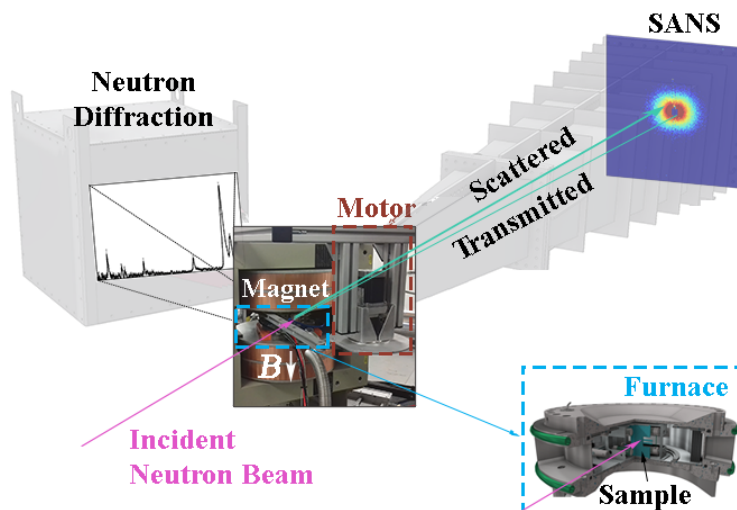 SANS
Neutron
Diffraction
Scattered
Transmitted
Motor
Magnet
B
Incident
Neutron Beam
Furnace
Sample